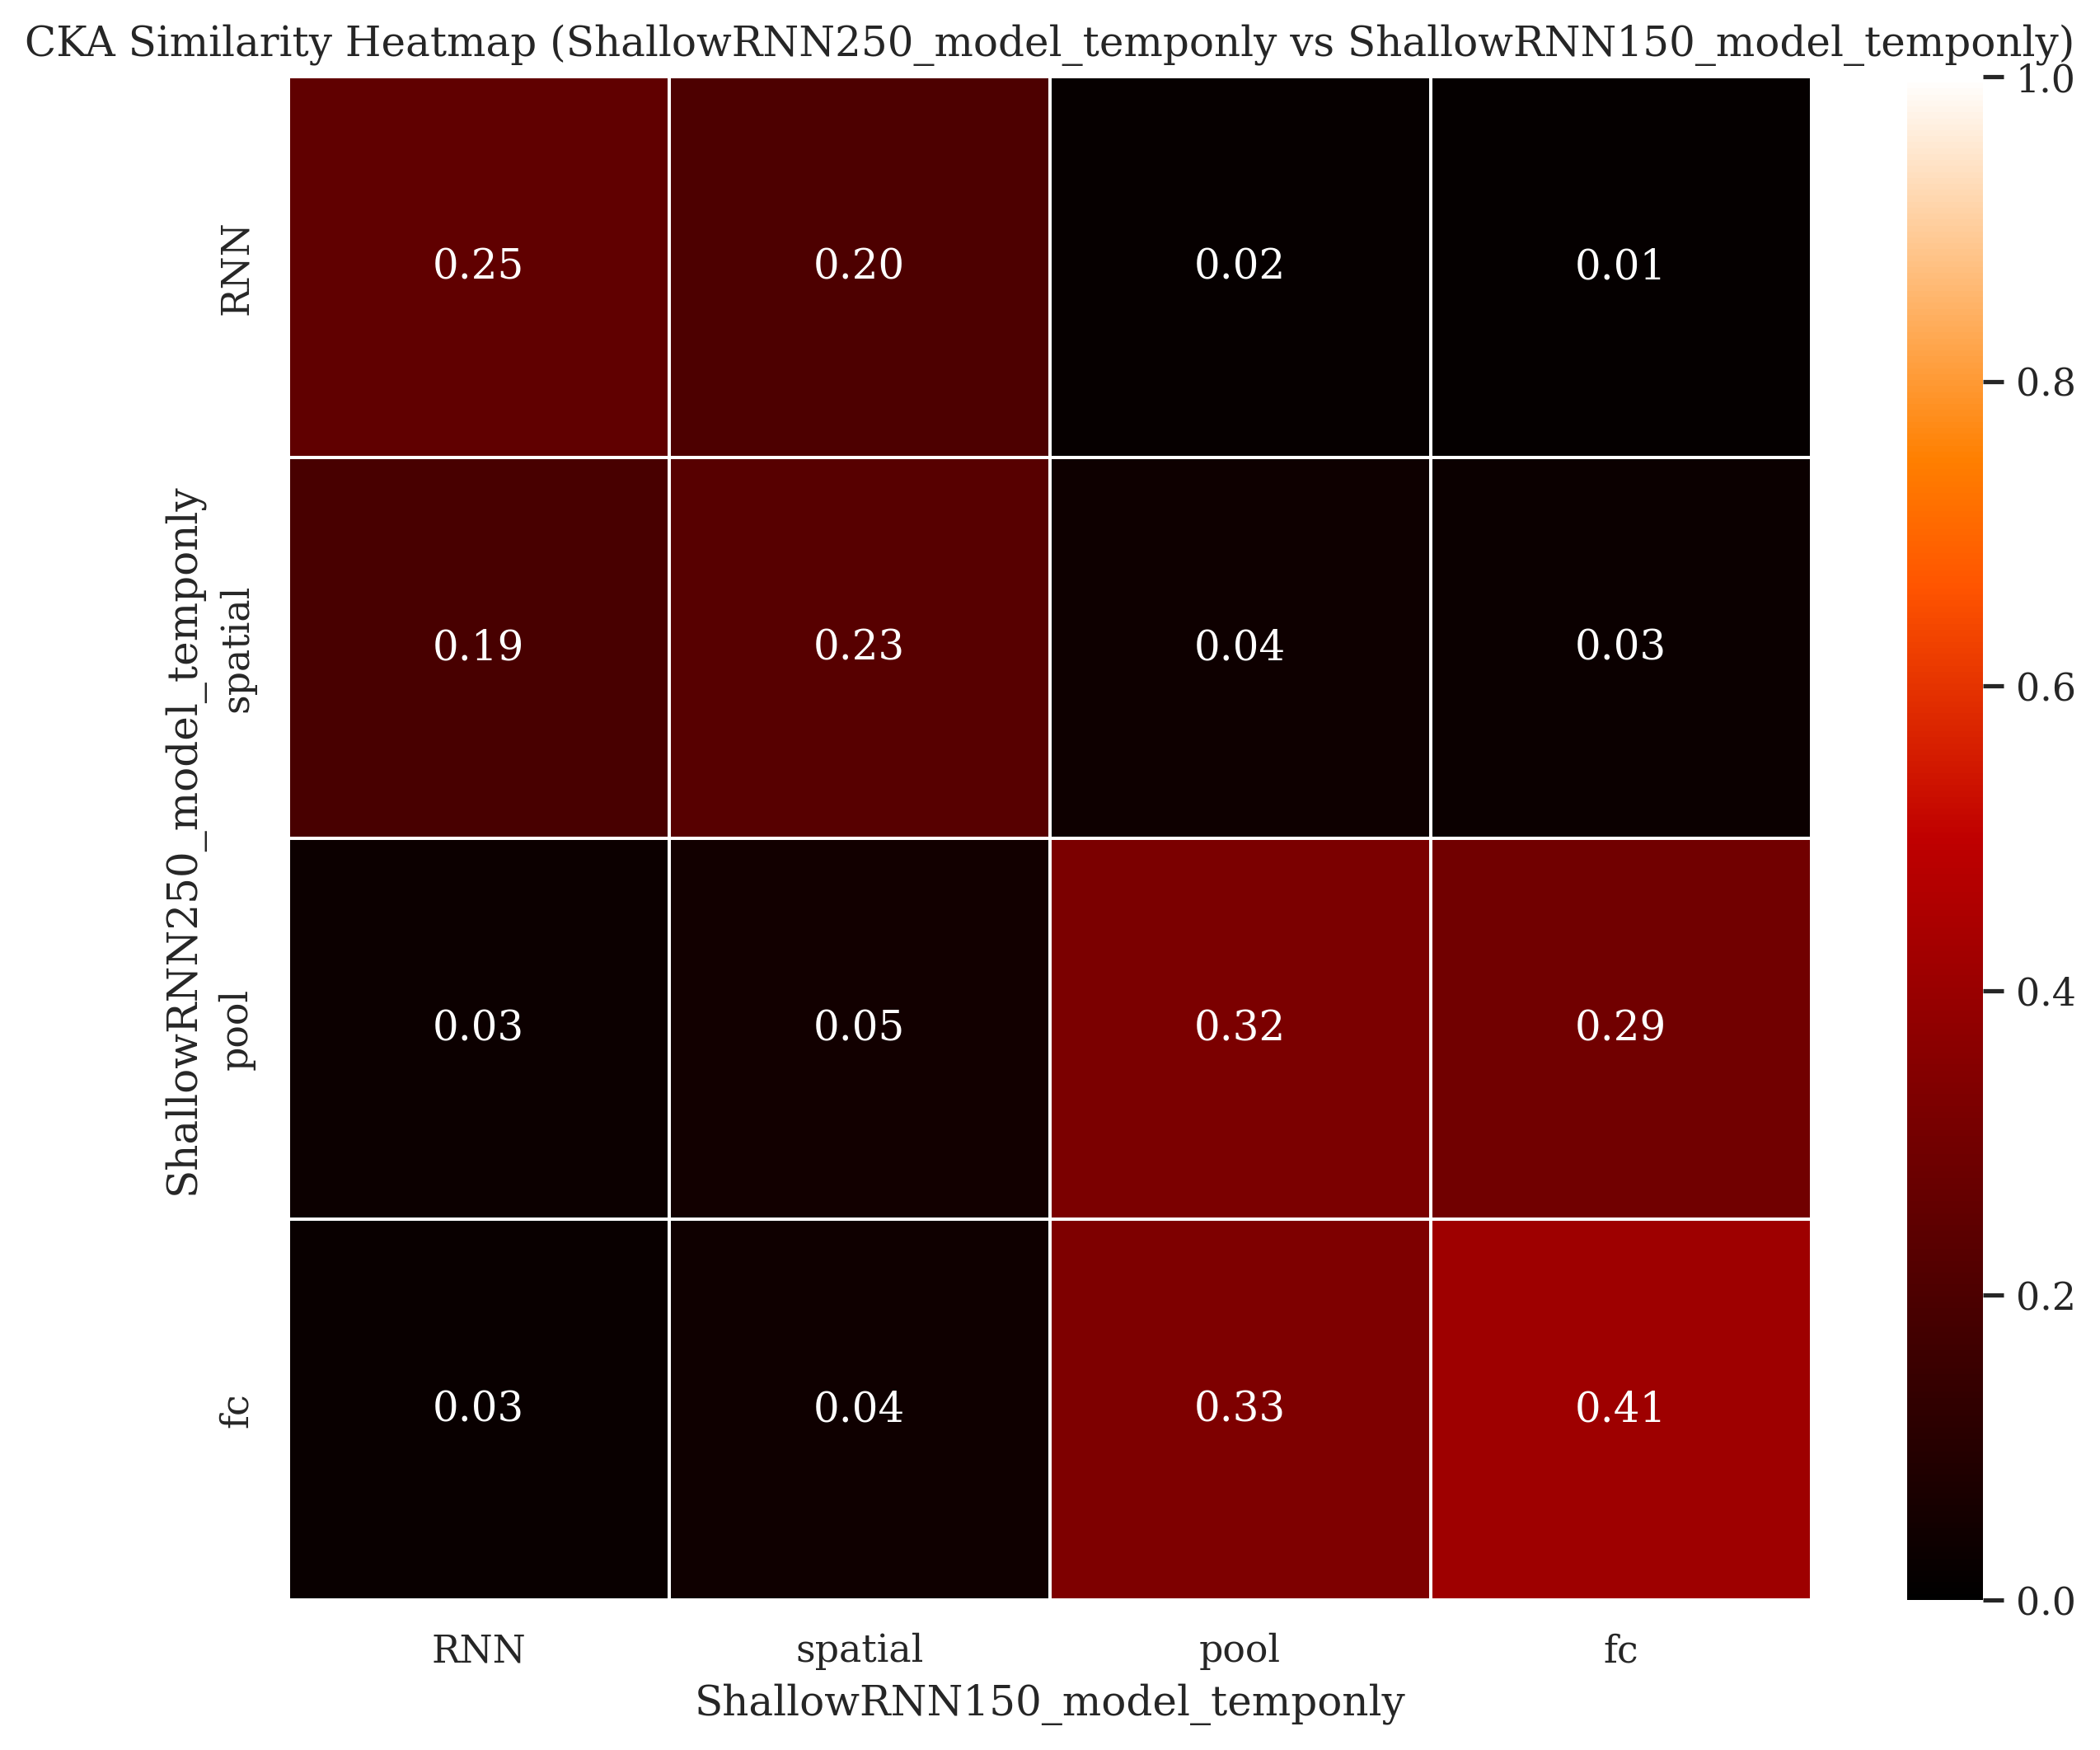 CKA Similarity Heatmap (ShallowRNN250_model_temponly vs ShallowRNN150_model_temponly)
ShallowRNN250_model_temponly
RNN
0.25 0.20 0.02 0.01
spatial
0.19 0.23 0.04 0.03
pool
0.03 0.05 0.32 0.29
fc
0.03 0.04 0.33 0.41
RNN spatial pool fc
ShallowRNN150_model_temponly
1.0
0.8
0.6
0.4
0.2
0.0